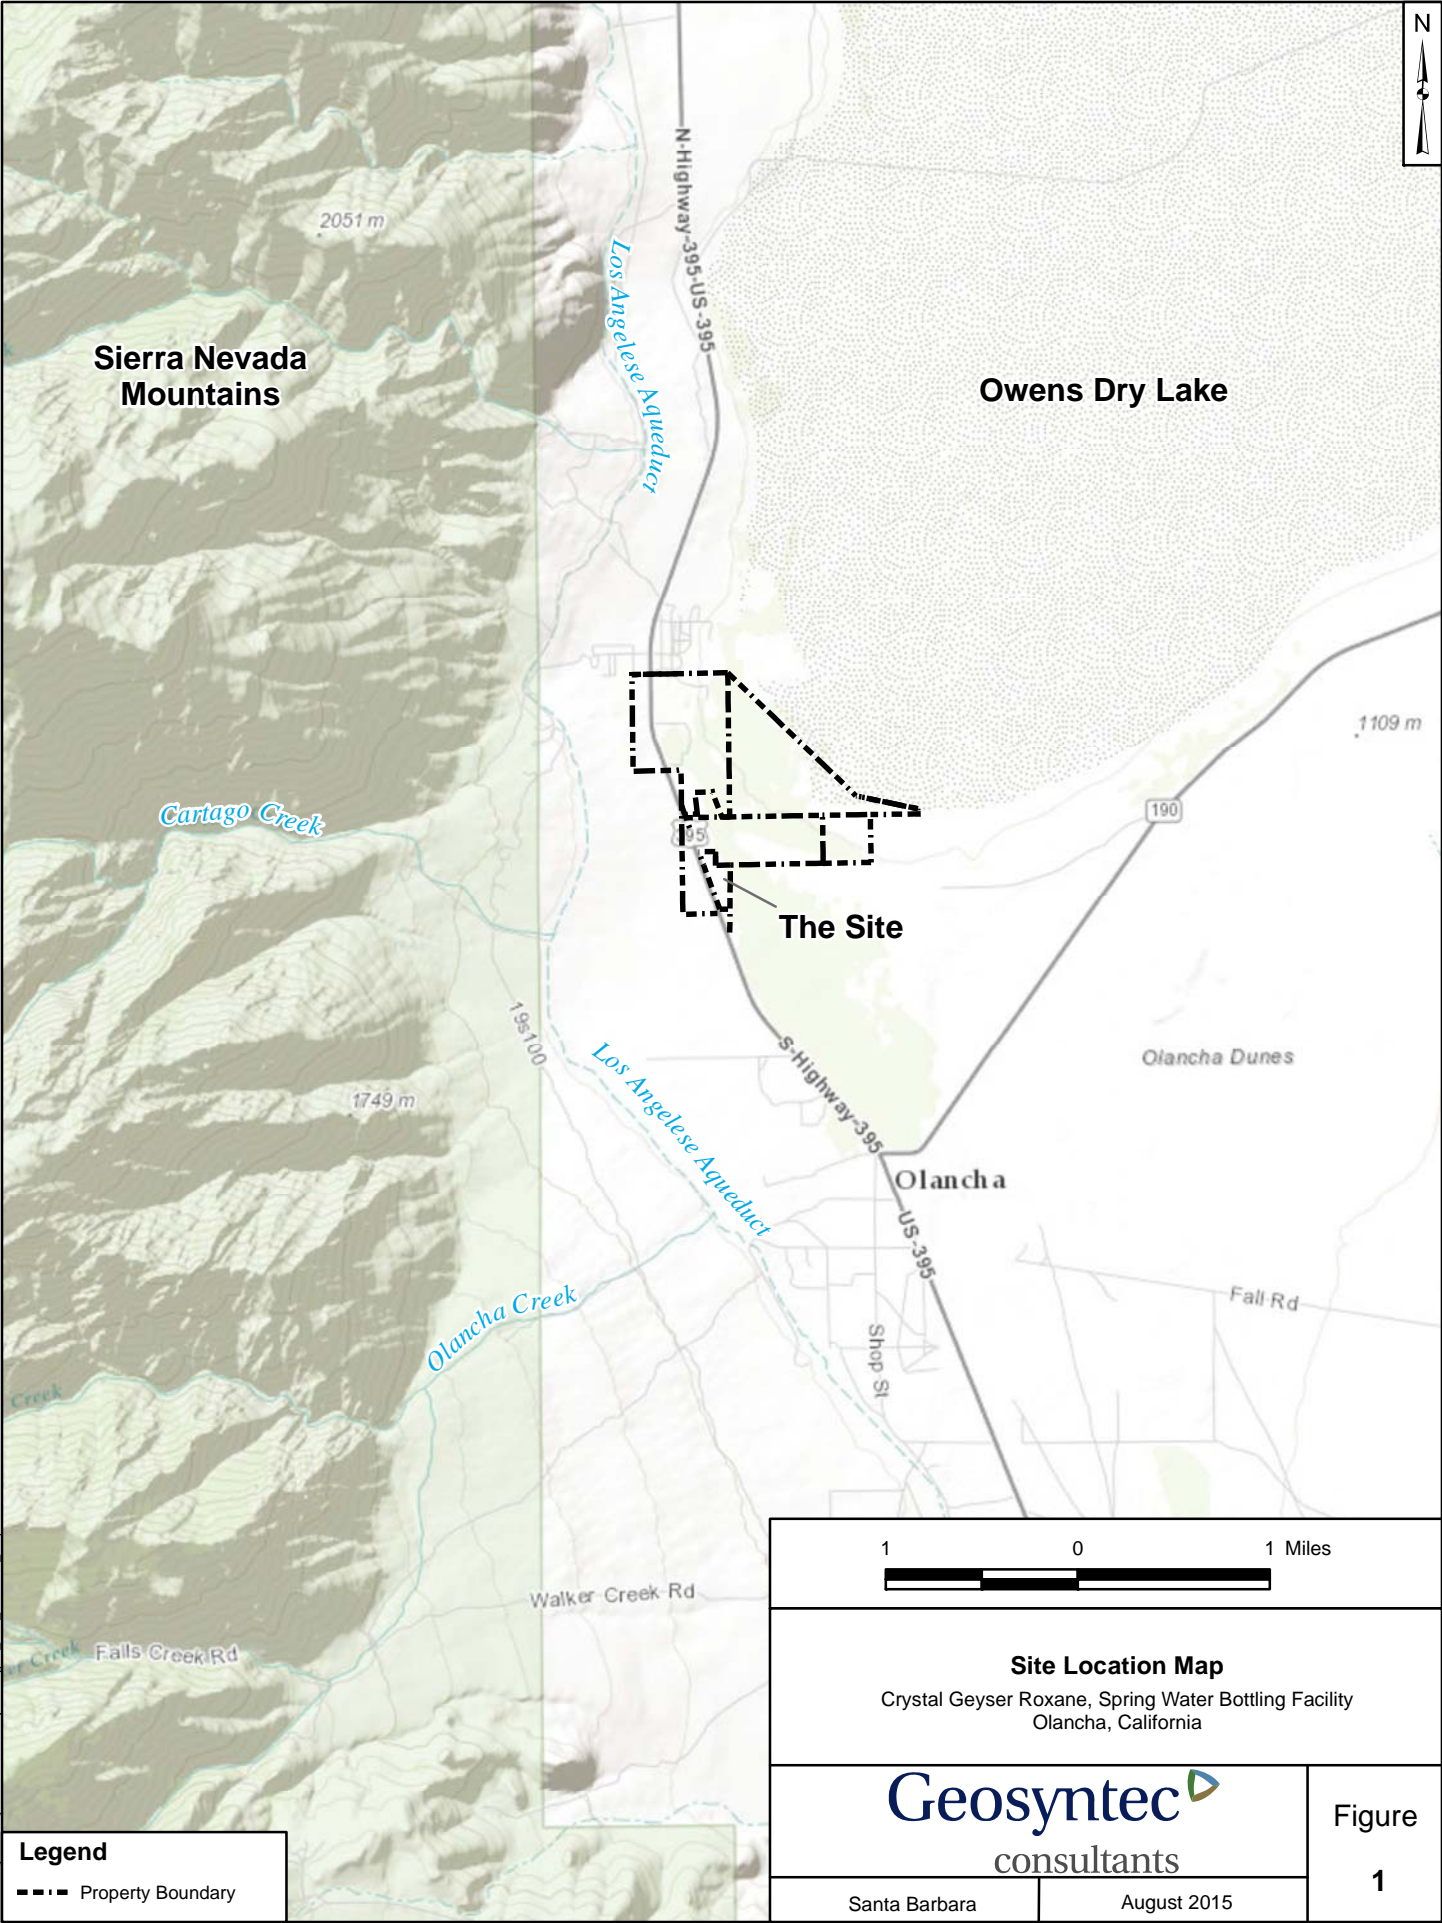 N
N-Highway-395-US-395
2051 m
Los Angelese Aqueduct
Sierra Nevada
Mountains
Owens Dry Lake
1109 m
190
Cartago Creek
395
The Site
19s100
Los Angelese Aqueduct
S-Highway-395
Olancha Dunes
1749 m
Olancha
US-395
Fall Rd
Olancha Creek
Shop St
Creek
Walker Creek Rd
Creek
Falls Creek Rd
1 0 1 Miles
Site Location Map
Crystal Geyser Roxane, Spring Water Bottling Facility
Olancha, California
Geosyntec
consultants
Figure
1
Santa Barbara
August 2015
Legend
Property Boundary